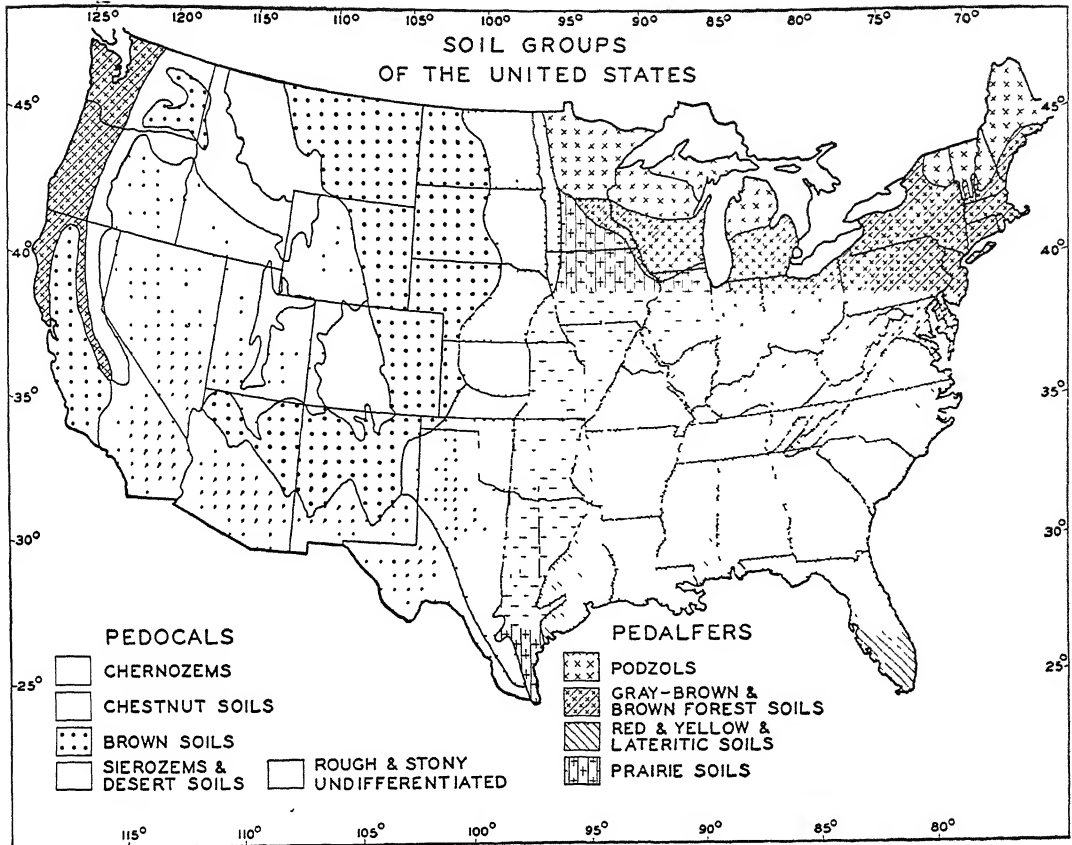 125° 120° 115° 110° 105° 100° 95° 90° 85° 80° 75° 70°
SOIL GROUPS
OF THE UNITED STATES
45° 45°
40° 40°
35° 35°
30° 30°
25° 25°
PEDOCALS
CHERNOZEMS
CHESTNUT SOILS
BROWN SOILS
SIEROZEMS &
DESERT SOILS
ROUGH & STONY
UNDIFFERENTIATED
PEDALFERS
PODZOLS
GRAY-BROWN &
BROWN FOREST SOILS
RED & YELLOW &
LATERITIC SOILS
PRAIRIE SOILS
115° 110° 105° 100° 95° 90° 85° 80°